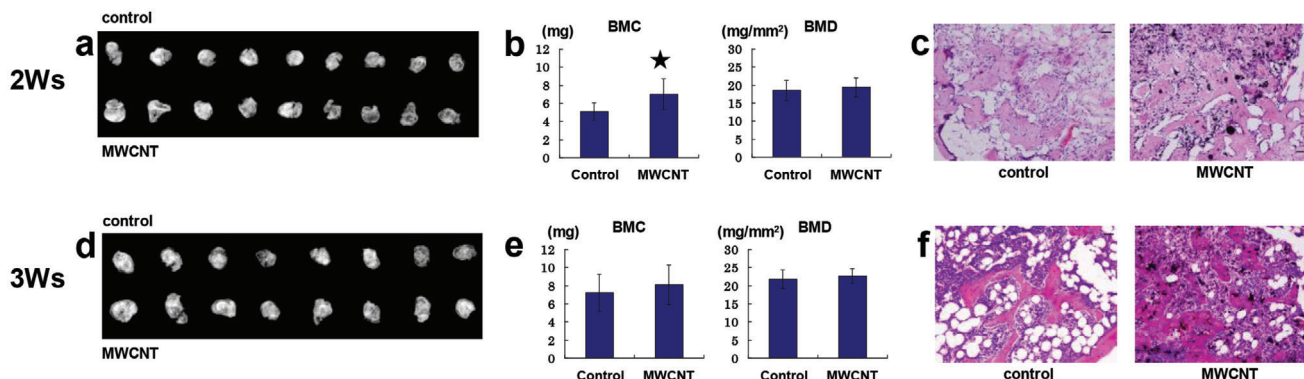 2Ws
a
control
MWCNT
b
BMC
(mg)
12
10
8
6
4
2
0
Control MWCNT
BMD
(mg/mm²)
30
25
20
15
10
5
0
Control MWCNT
c
control
MWCNT
3Ws
d
control
MWCNT
e
BMC
(mg)
12
10
8
6
4
2
0
Control MWCNT
BMD
(mg/mm²)
30
25
20
15
10
5
0
Control MWCNT
f
control
MWCNT